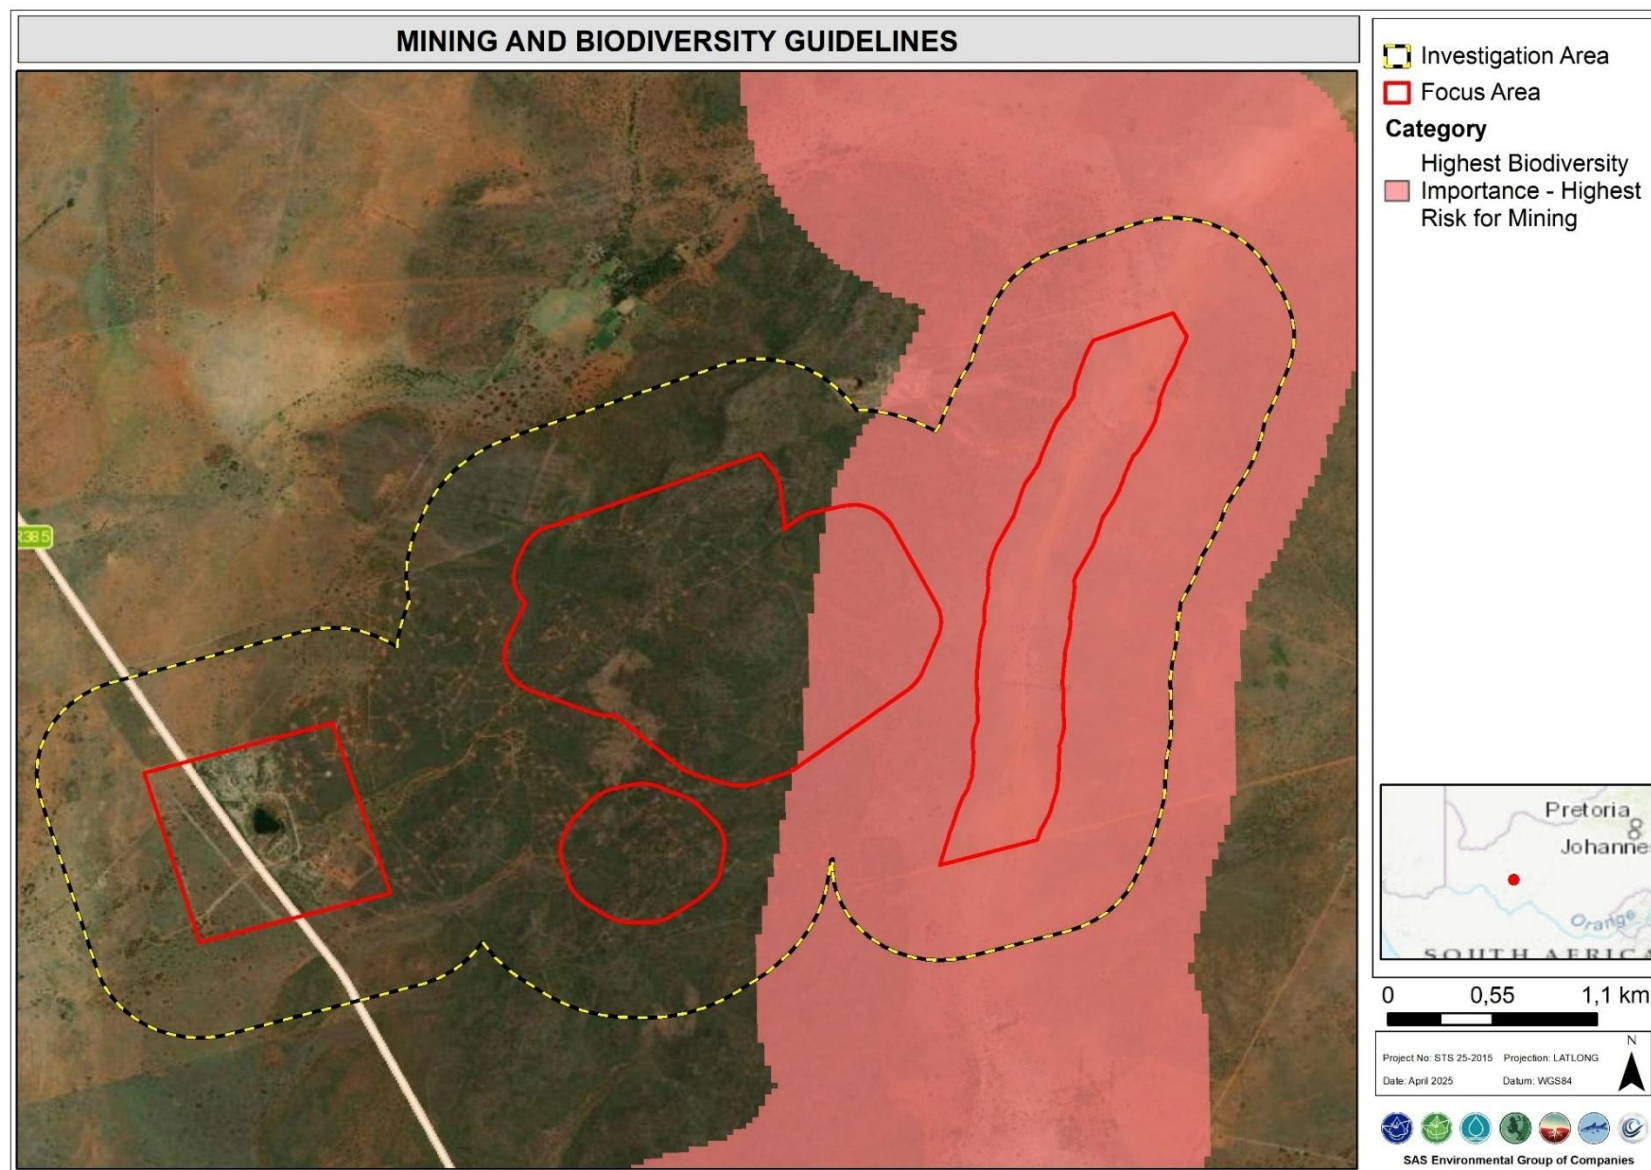 MINING AND BIODIVERSITY GUIDELINES
Investigation Area
Focus Area
Category
Highest Biodiversity
Importance - Highest
Risk for Mining
R385
Pretoria
Johanne
Orange
SOUTH AFRICA
0 0,55 1,1 km
Project No: STS 25-2015 Projection: LATLONG
Date: April 2025 Datum: WGS84
N
SAS Environmental Group of Companies